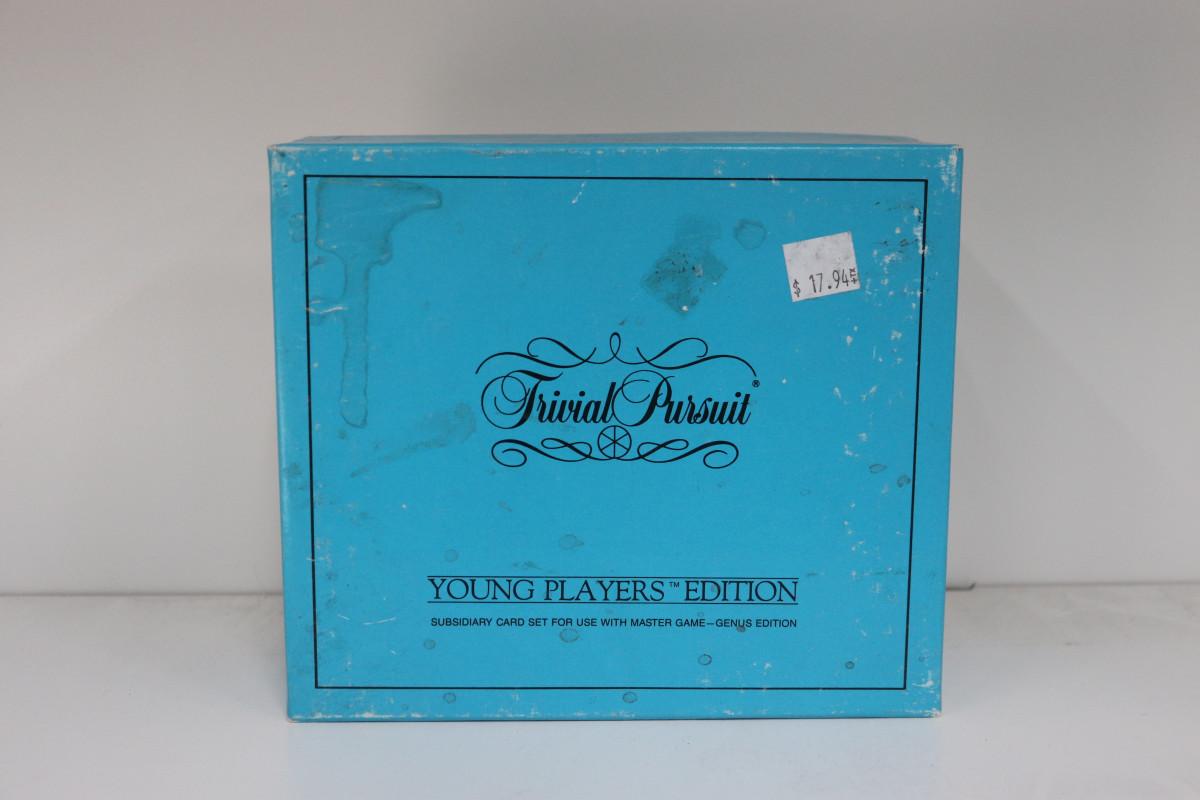 $ 17.94
Trivial Pursuit®
YOUNG PLAYERS™ EDITION
SUBSIDIARY CARD SET FOR USE WITH MASTER GAME—GENUS EDITION